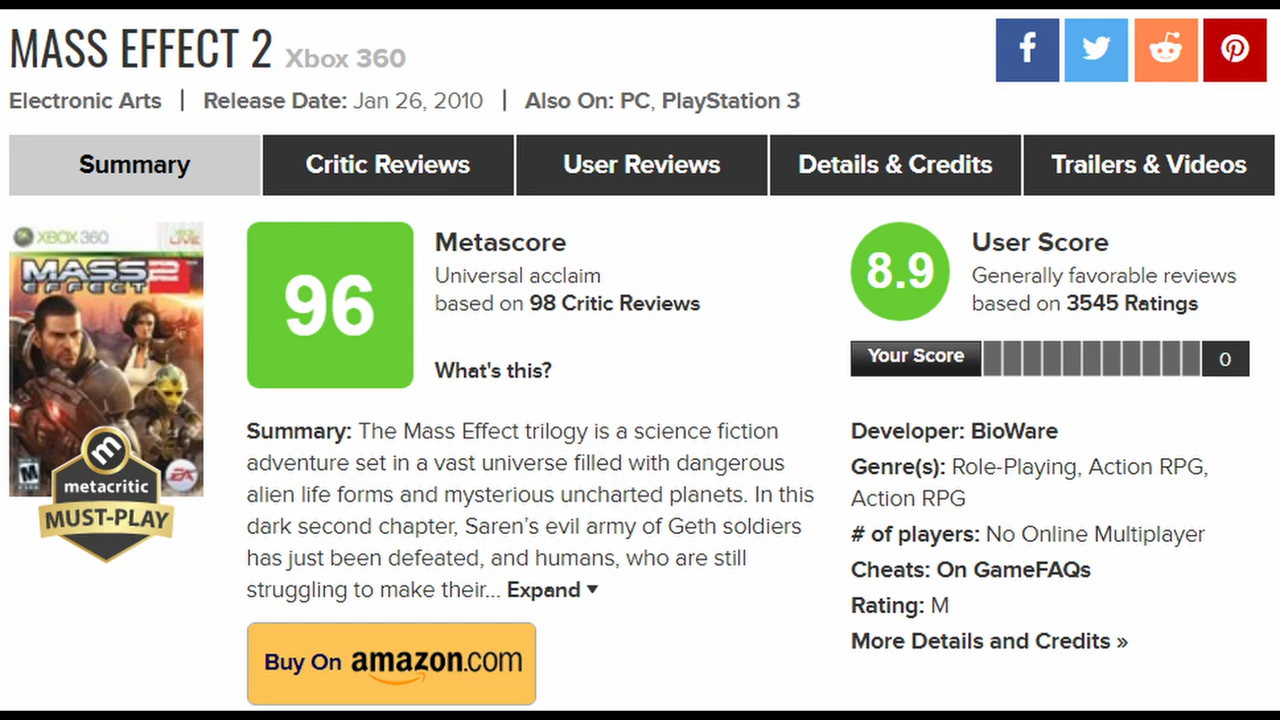 MASS EFFECT 2 Xbox 360
Electronic Arts | Release Date: Jan 26, 2010 | Also On: PC, PlayStation 3
Summary
Critic Reviews
User Reviews
Details & Credits
Trailers & Videos
XBOX 360 LIVE
MASS EFFECT 2
M
EA
m
metacritic
MUST-PLAY
96
Metascore
Universal acclaim
based on 98 Critic Reviews
What's this?
Summary: The Mass Effect trilogy is a science fiction
adventure set in a vast universe filled with dangerous
alien life forms and mysterious uncharted planets. In this
dark second chapter, Saren’s evil army of Geth soldiers
has just been defeated, and humans, who are still
struggling to make their... Expand ▼
Buy On amazon.com
8.9
User Score
Generally favorable reviews
based on 3545 Ratings
Your Score
0
Developer: BioWare
Genre(s): Role-Playing, Action RPG,
Action RPG
# of players: No Online Multiplayer
Cheats: On GameFAQs
Rating: M
More Details and Credits »